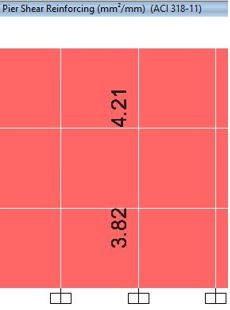 Pier Shear Reinforcing (mm²/mm) (ACI 318-11)
4.21
3.82